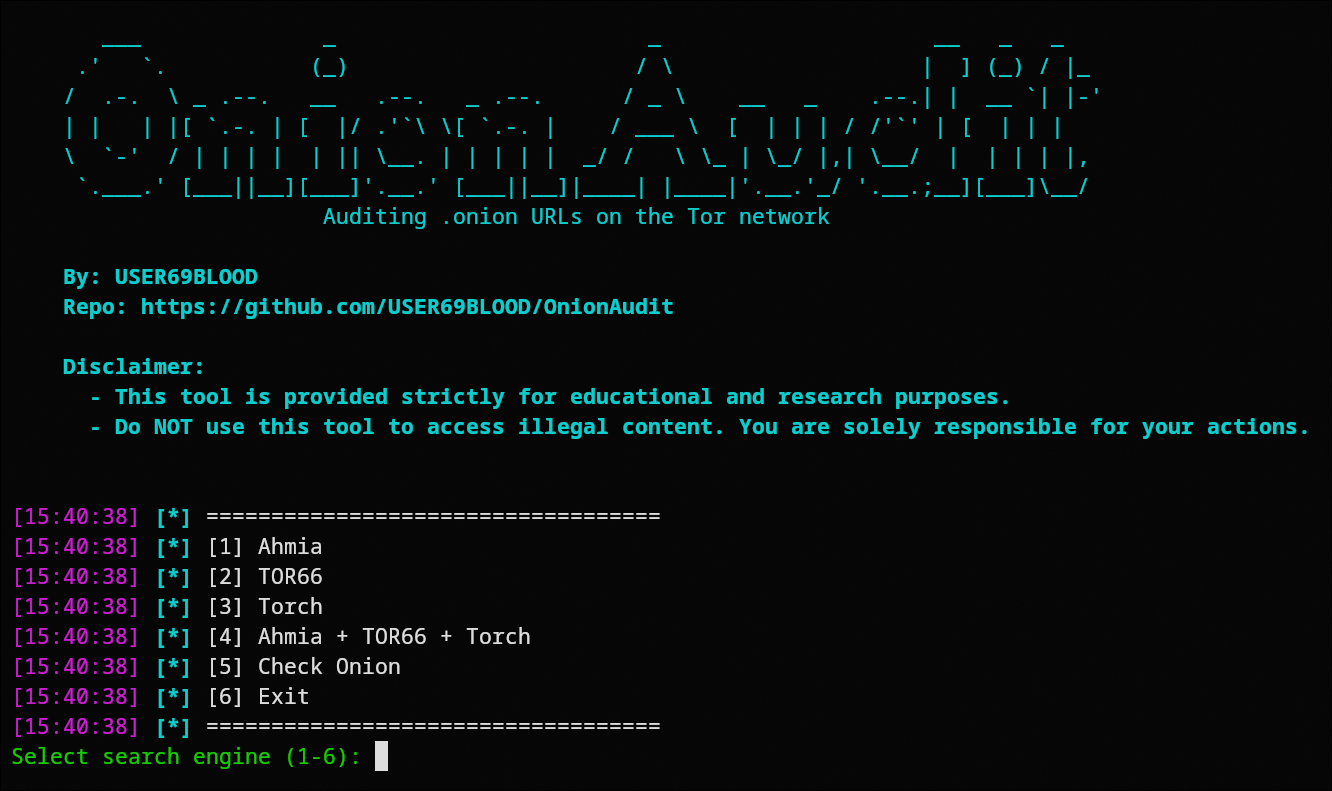 Onion Audit
Auditing .onion URLs on the Tor network
By: USER69BLOOD
Repo: https://github.com/USER69BLOOD/OnionAudit
Disclaimer:
- This tool is provided strictly for educational and research purposes.
- Do NOT use this tool to access illegal content. You are solely responsible for your actions.
[15:40:38] [*] ===================================
[15:40:38] [*] [1] Ahmia
[15:40:38] [*] [2] TOR66
[15:40:38] [*] [3] Torch
[15:40:38] [*] [4] Ahmia + TOR66 + Torch
[15:40:38] [*] [5] Check Onion
[15:40:38] [*] [6] Exit
[15:40:38] [*] ===================================
Select search engine (1-6):